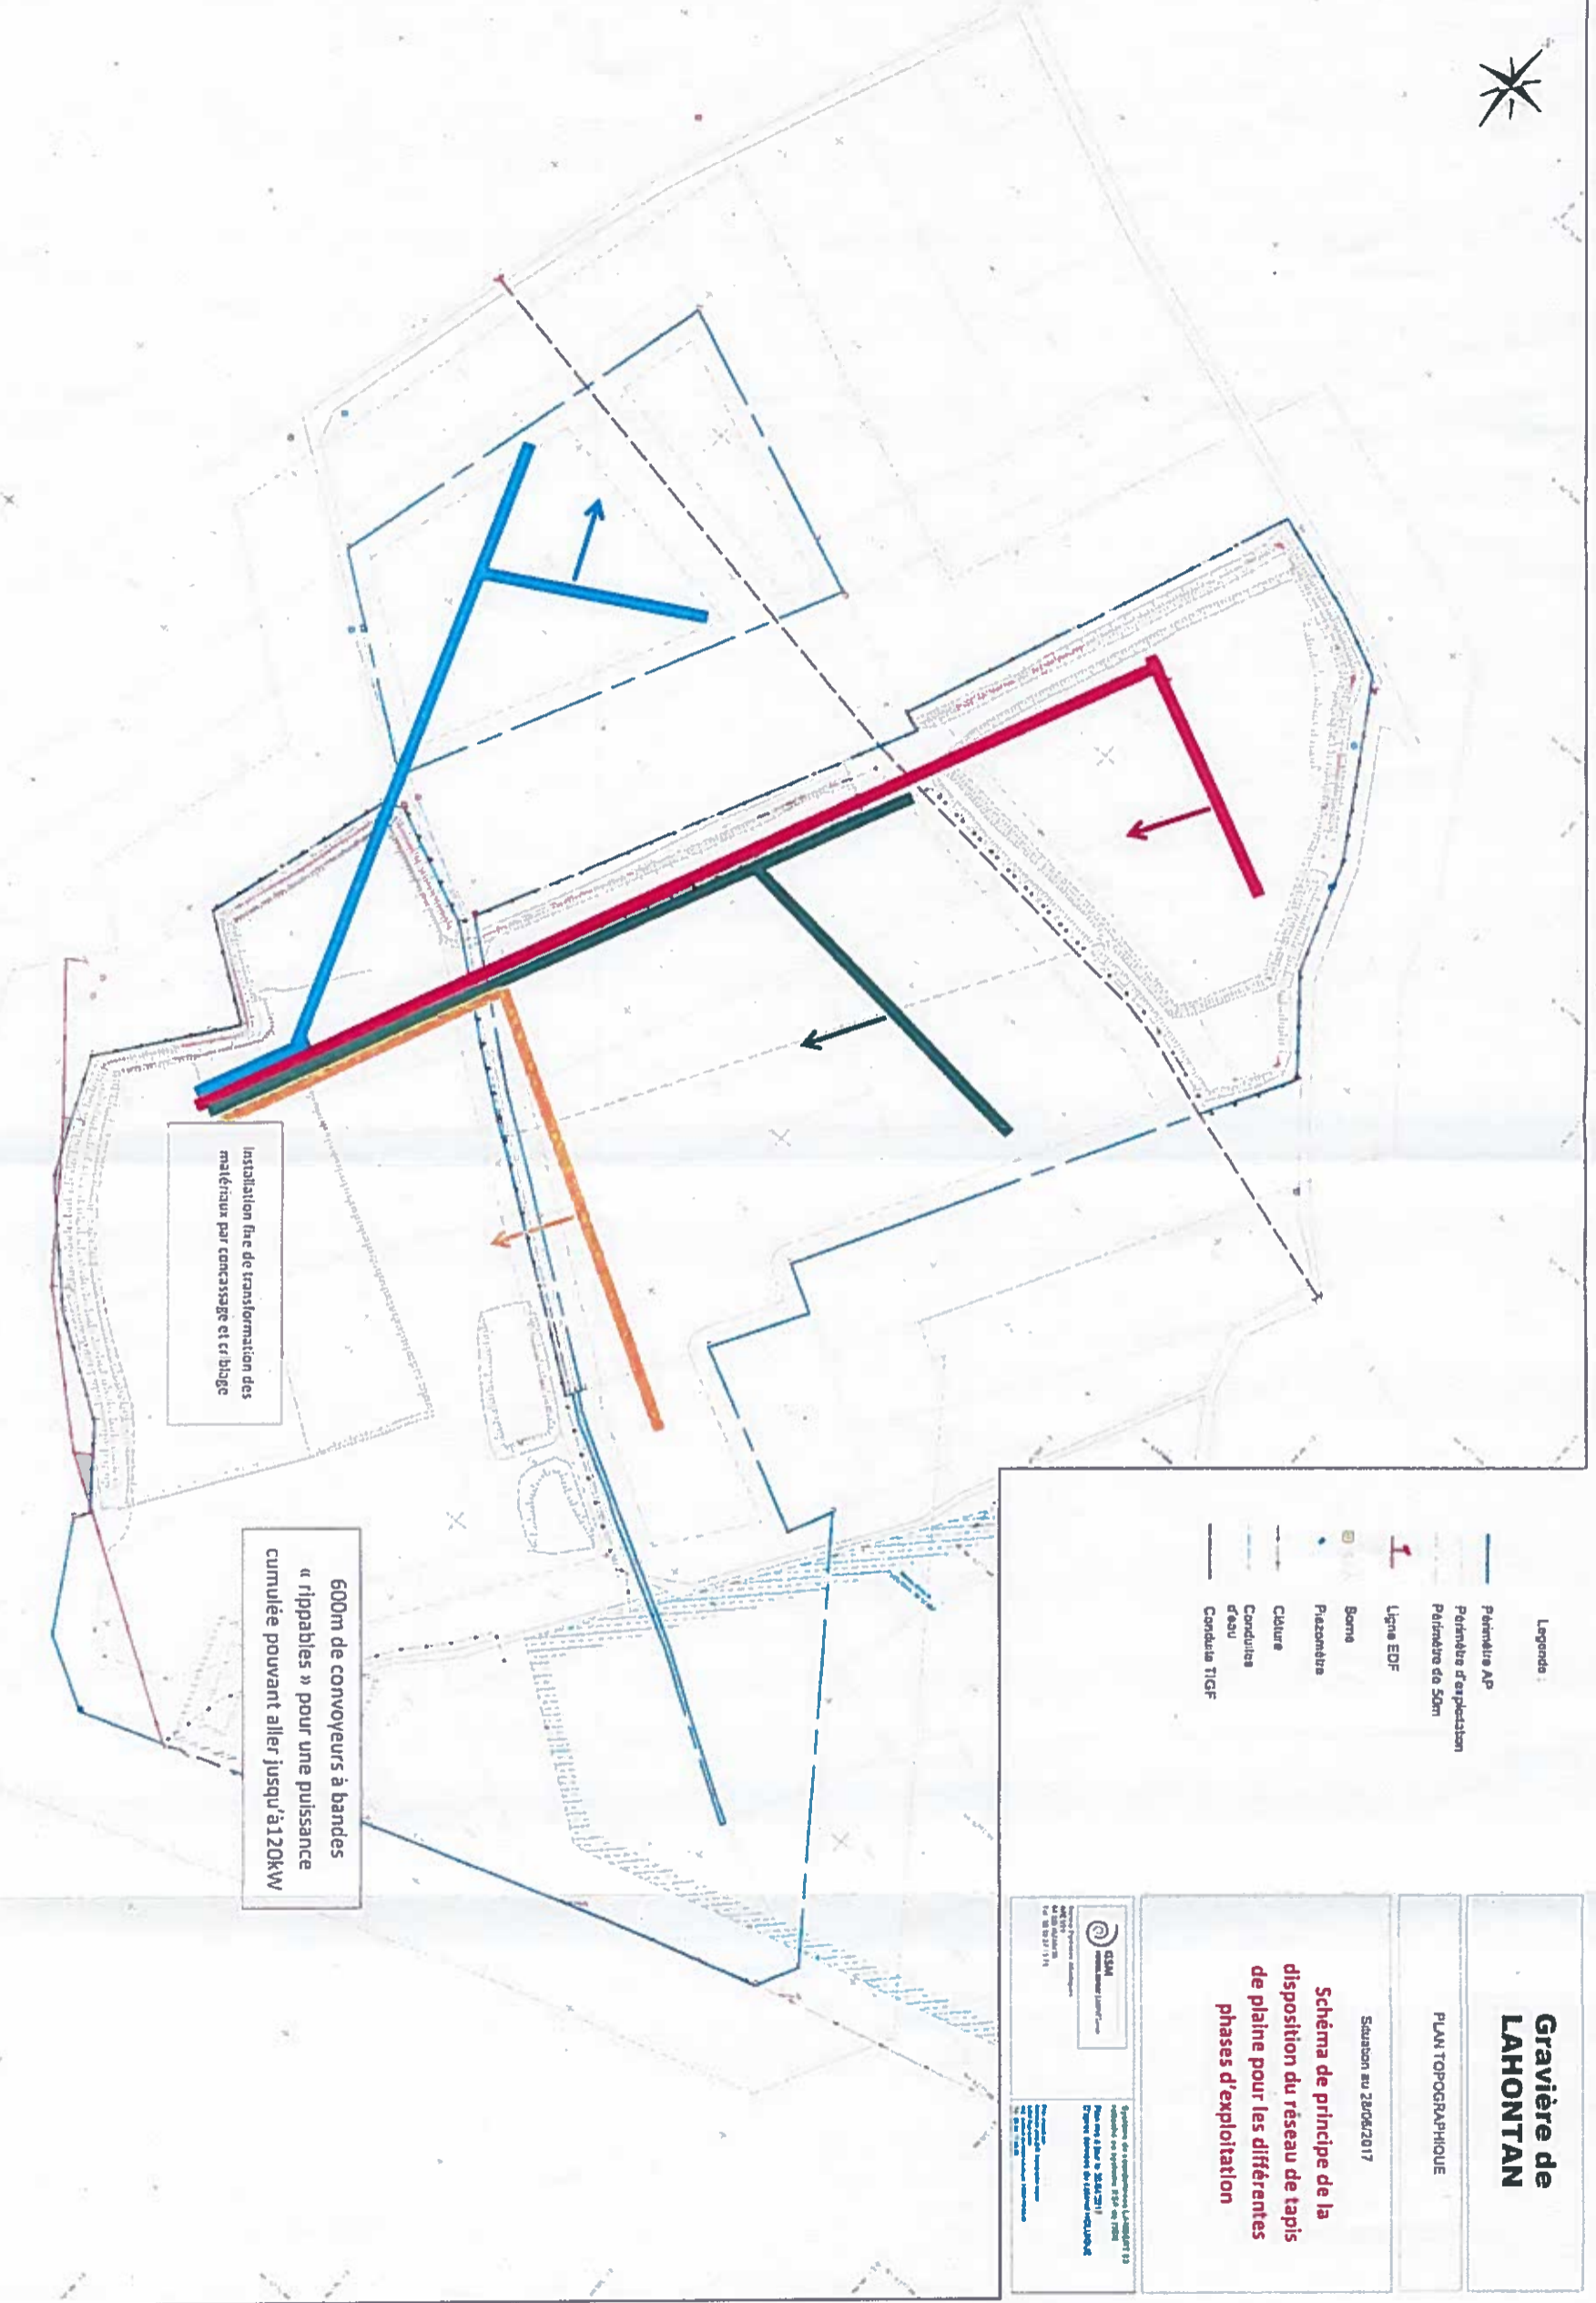 Gravière de
LAHONTAN
PLAN TOPOGRAPHIQUE
Situation au 28/06/2017
Schéma de principe de la
disposition du réseau de tapis
de plaine pour les différentes
phases d'exploitation
GSM
Legende :
Périmètre AP
Périmètre d'exploitation
Périmètre de 50m
Ligne EDF
Borne
Piezomètre
Clôture
Conduites
d'eau
Conduite TIGF
Installation fixe de transformation des
matériaux par concassage et criblage
600m de convoyeurs à bandes
« rippables » pour une puissance
cumulée pouvant aller jusqu'à120kW